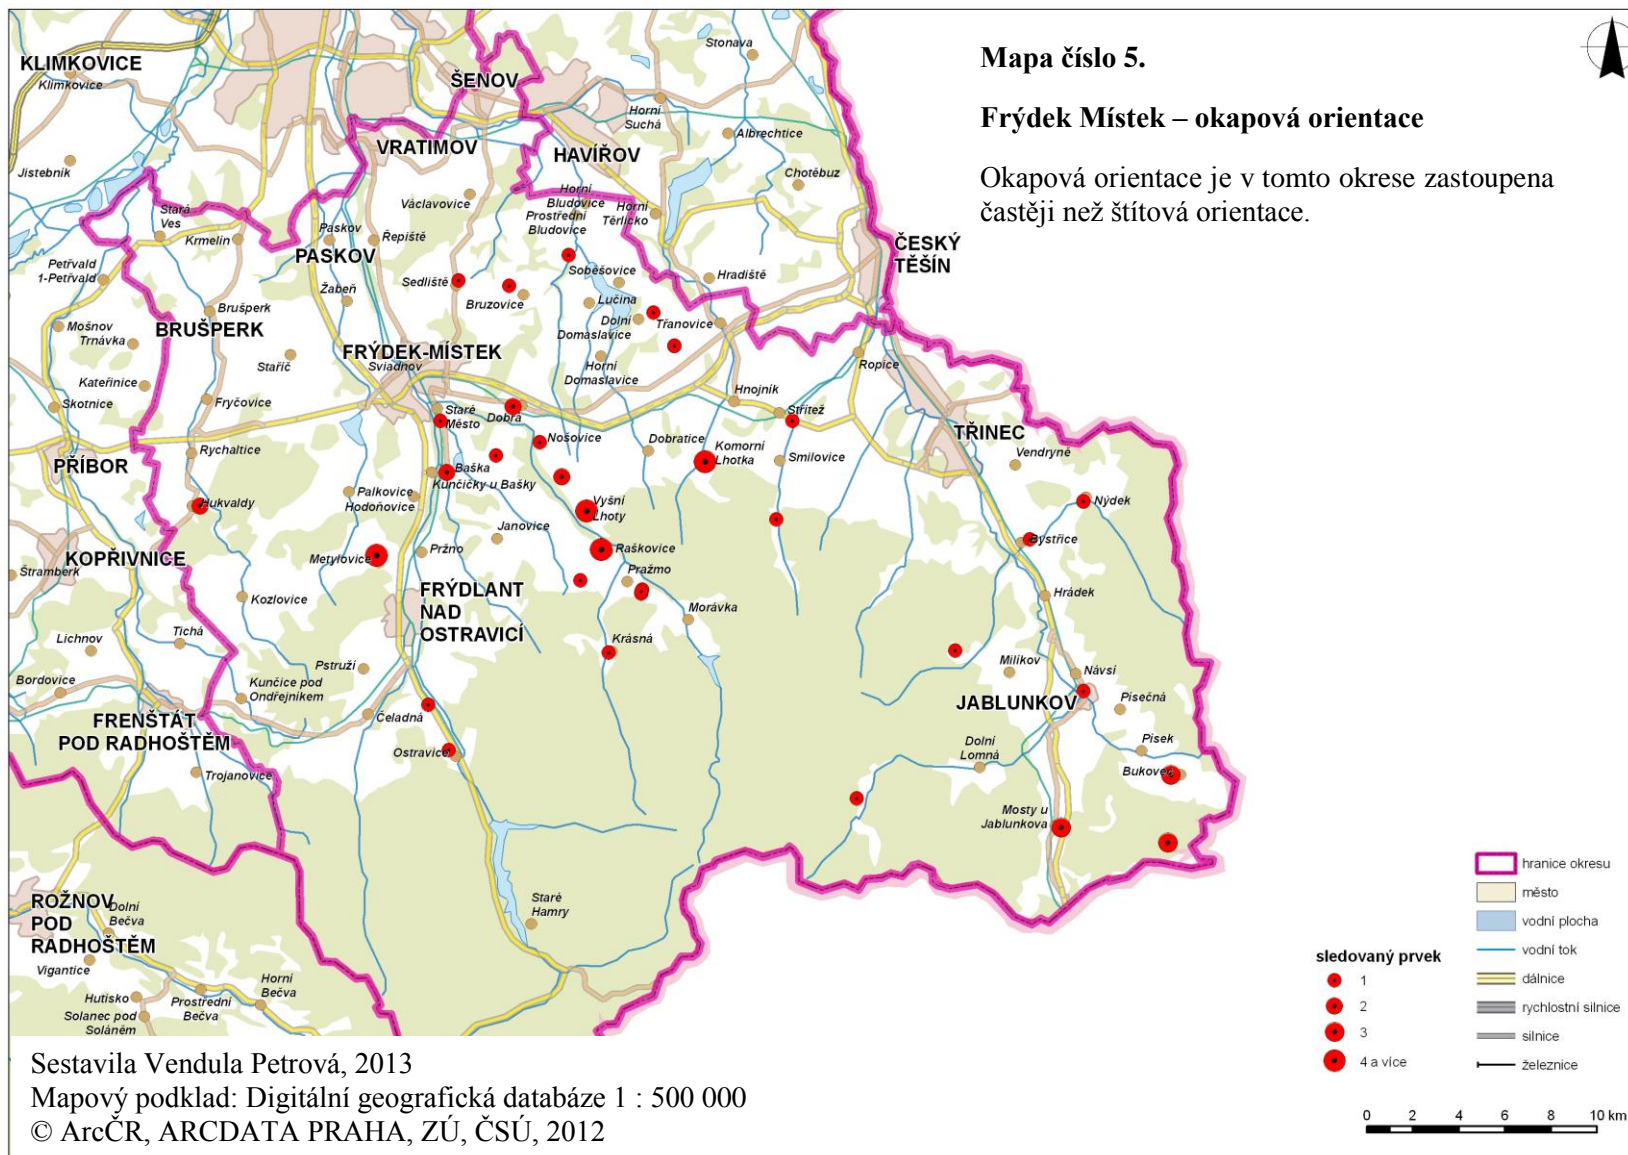 Mapa číslo 5.
Frýdek Místek – okapová orientace
Okapová orientace je v tomto okrese zastoupena
častěji než štítová orientace.
KLIMKOVICE
Klimkovice
ŠENOV
Stonava
Horní
Suchá
Albrechtice
VRATIMOV
HAVÍŘOV
Jistebník
Chotěbuz
Václavovice
Horní
Bludovice
Prostřední
Bludovice
Horní
Těrlicko
Stará
Ves
Krmelín
Paskov
Řepiště
PASKOV
ČESKÝ
TĚŠÍN
Petřvald
1-Petřvald
Žabeň
Sedliště
Bruzovice
Soběšovice
Hradiště
Lučina
Brušperk
BRUŠPERK
Mošnov
Trnávka
Dolní
Domaslavice
Třanovice
FRÝDEK-MÍSTEK
Sviadnov
Staříč
Horní
Domaslavice
Ropice
Kateřinice
Skotnice
Fryčovice
Hnojník
Staré
Město
Dobrá
Střítež
TŘINEC
Nošovice
Dobratice
Komorní
Lhotka
Smilovice
Vendryně
Rychaltice
PŘÍBOR
Baška
Kunčičky u Bašky
Palkovice
Hodoňovice
Hukvaldy
Vyšní
Lhoty
Nýdek
Janovice
Bystřice
KOPŘIVNICE
Štramberk
Metylovice
Pržno
Raškovice
Pražmo
FRÝDLANT
NAD
OSTRAVICÍ
Kozlovice
Hrádek
Morávka
Tichá
Lichnov
Krásná
Pstruží
Milíkov
Návsí
Bordovice
Kunčice pod
Ondřejníkem
JABLUNKOV
Písečná
FRENŠTÁT
POD RADHOŠTĚM
Čeladná
Ostravice
Dolní
Lomná
Písek
Trojanovice
Bukovec
Mosty u
Jablunkova
ROŽNOV
POD
RADHOŠTĚM
Dolní
Bečva
Staré
Hamry
Vigantice
Hutisko
Solanec pod
Soláněm
Prostřední
Bečva
Horní
Bečva
sledovaný prvek
1
2
3
4 a více
hranice okresu
město
vodní plocha
vodní tok
dálnice
rychlostní silnice
silnice
železnice
0 2 4 6 8 10 km
Sestavila Vendula Petrová, 2013
Mapový podklad: Digitální geografická databáze 1 : 500 000
© ArcČR, ARCDATA PRAHA, ZÚ, ČSÚ, 2012